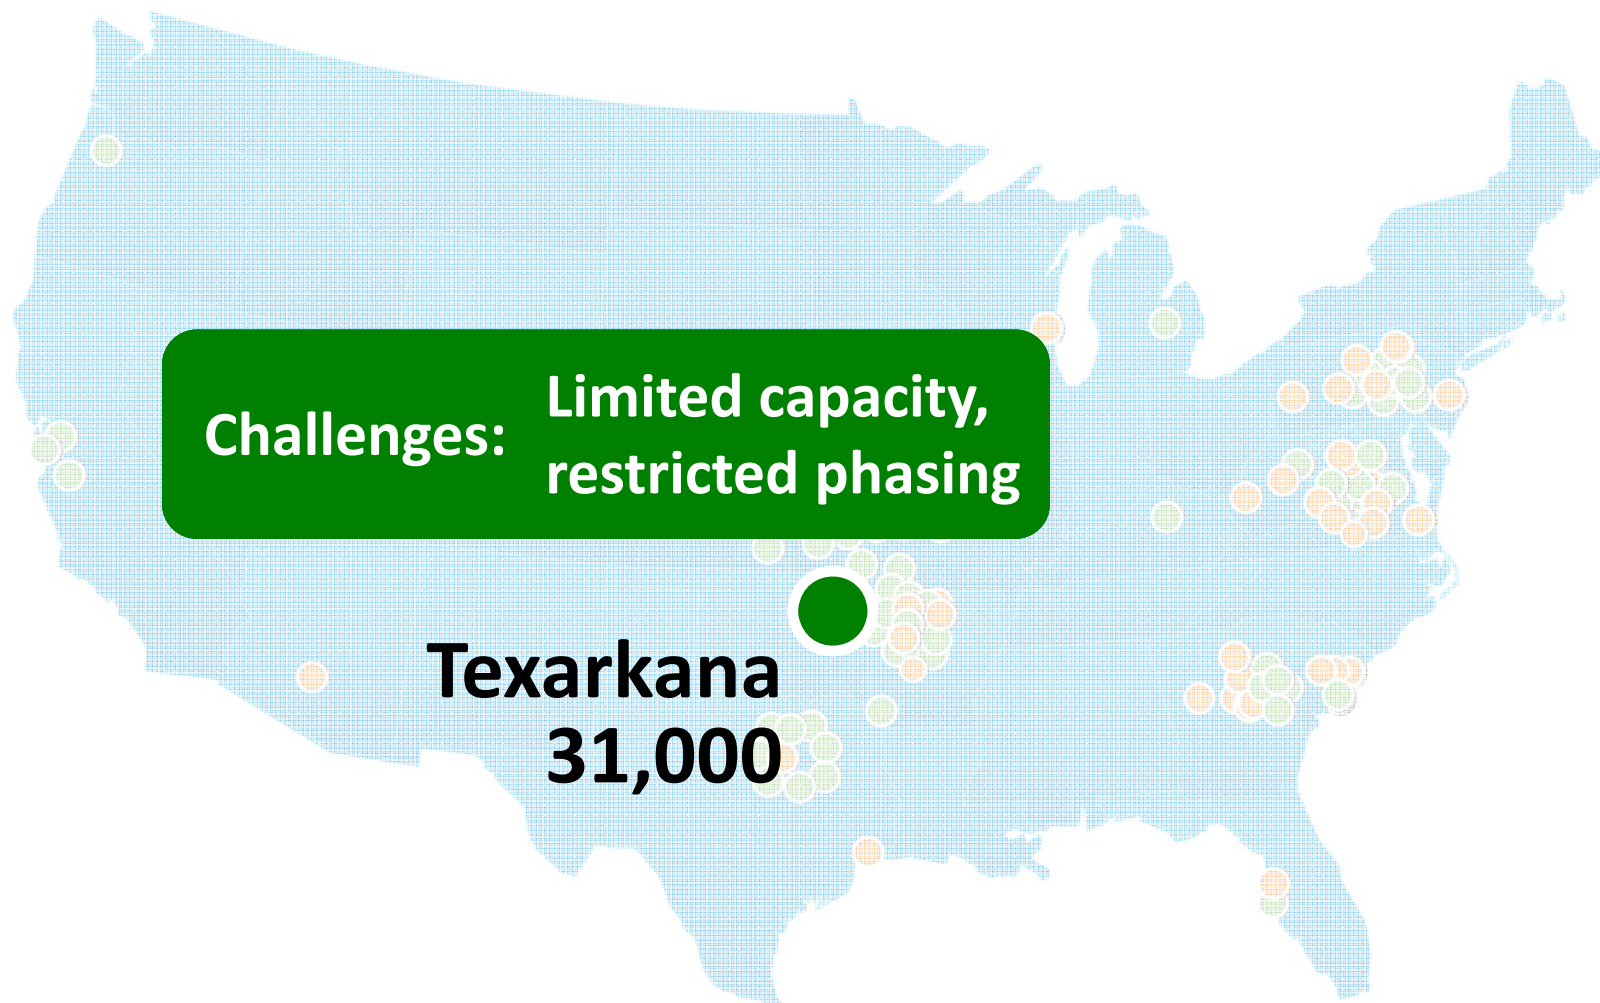 Challenges:
Limited capacity,
restricted phasing
Texarkana
31,000